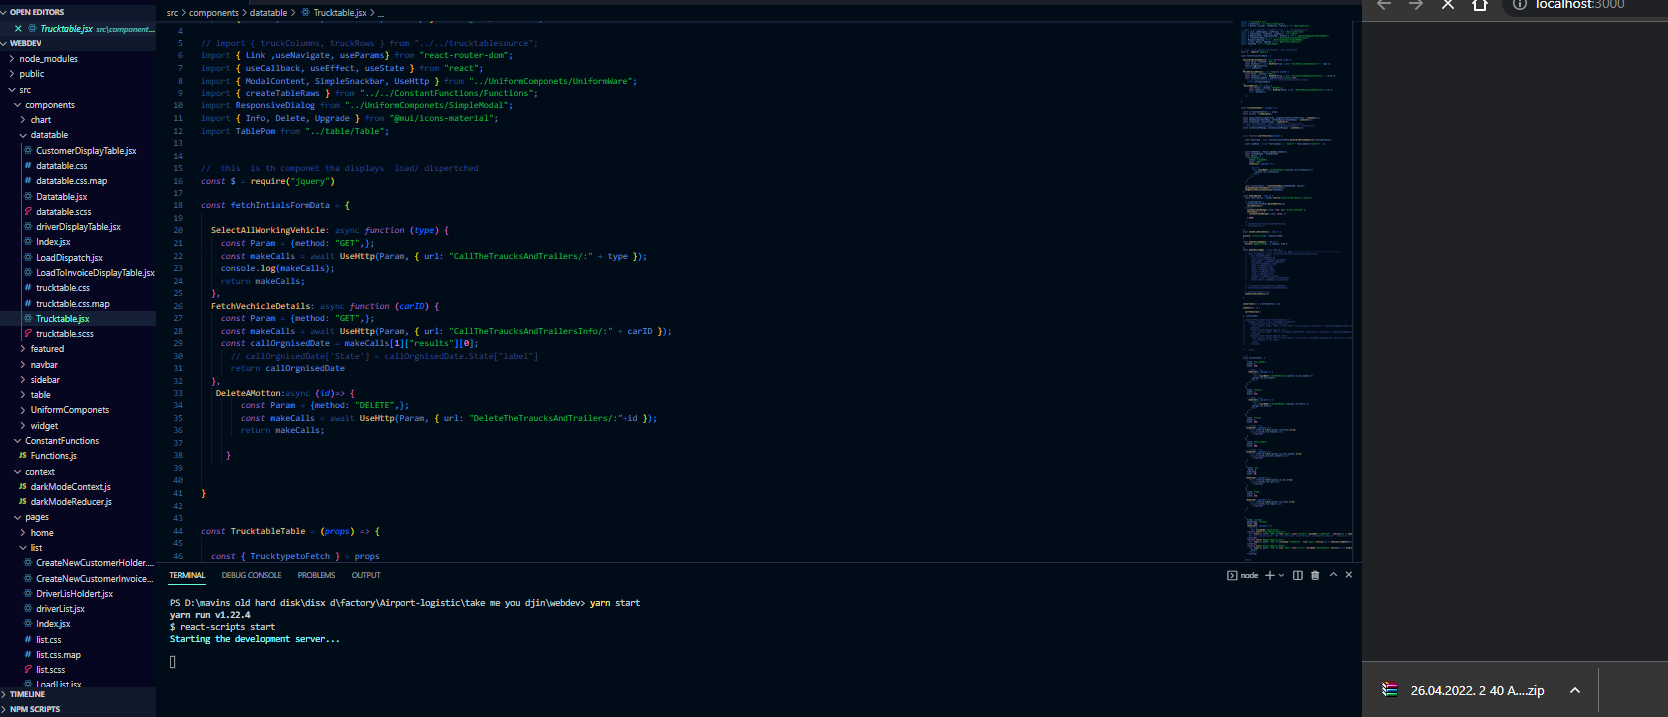 OPEN EDITORS
Trucktable.jsx src\component...
WEBDEV
node_modules
public
src
components
chart
datatable
CustomerDisplayTable.jsx
datatable.css
datatable.css.map
Datatable.jsx
datatable.scss
driverDisplayTable.jsx
Index.jsx
LoadDispatch.jsx
LoadToInvoiceDisplayTable.jsx
trucktable.css
trucktable.css.map
Trucktable.jsx
trucktable.scss
featured
navbar
sidebar
table
UniformComponets
widget
ConstantFunctions
JS Functions.js
context
JS darkModeContext.js
JS darkModeReducer.js
pages
home
list
CreateNewCustomerHolder....
CreateNewCustomerInvoice...
DriverLisHoldert.jsx
driverList.jsx
Index.jsx
list.css
list.css.map
list.scss
LoadList.jsx
TIMELINE
NPM SCRIPTS
src > components > datatable > Trucktable.jsx > ...
4
5 // import { truckColumns, truckRows } from "../../trucktablesource";
6 import { Link ,useNavigate, useParams} from "react-router-dom";
7 import { useCallback, useEffect, useState } from "react";
8 import { ModalContent, SimpleSnackbar, UseHttp } from "../UniformComponets/UniformWare";
9 import { createTableRaws } from "../../ConstantFunctions/Functions";
10 import ResponsiveDialog from "../UniformComponets/SimpleModal";
11 import { Info, Delete, Upgrade } from "@mui/icons-material";
12 import TablePom from "../table/Table";
13
14
15 // this is th componet tha displays load/ dispertched
16 const $ = require("jquery")
17
18 const fetchIntialsFormData = {
19
20 SelectAllWorkingVehicle: async function (type) {
21 const Param = {method: "GET",};
22 const makeCalls = await UseHttp(Param, { url: "CallTheTraucksAndTrailers/:" + type });
23 console.log(makeCalls);
24 return makeCalls;
25 },
26 FetchVechicleDetails: async function (carID) {
27 const Param = {method: "GET",};
28 const makeCalls = await UseHttp(Param, { url: "CallTheTraucksAndTrailersInfo/:" + carID });
29 const callOrgnisedDate = makeCalls[1]["results"][0];
30 // callOrgnisedDate['State'] = callOrgnisedDate.State["label"]
31 return callOrgnisedDate
32 },
33 DeleteAMotton:async (id)=> {
34 const Param = {method: "DELETE",};
35 const makeCalls = await UseHttp(Param, { url: "DeleteTheTraucksAndTrailers/:"+id });
36 return makeCalls;
37
38 }
39
40
41 }
42
43
44 const TrucktableTable = (props) => {
45
46 const { TrucktypetoFetch } = props
TERMINAL DEBUG CONSOLE PROBLEMS OUTPUT
node
PS D:\mavins old hard disk\disx d\factory\Airport-logistic\take me you djin\webdev> yarn start
yarn run v1.22.4
$ react-scripts start
Starting the development server...
localhost:3000
26.04.2022. 2 40 A....zip